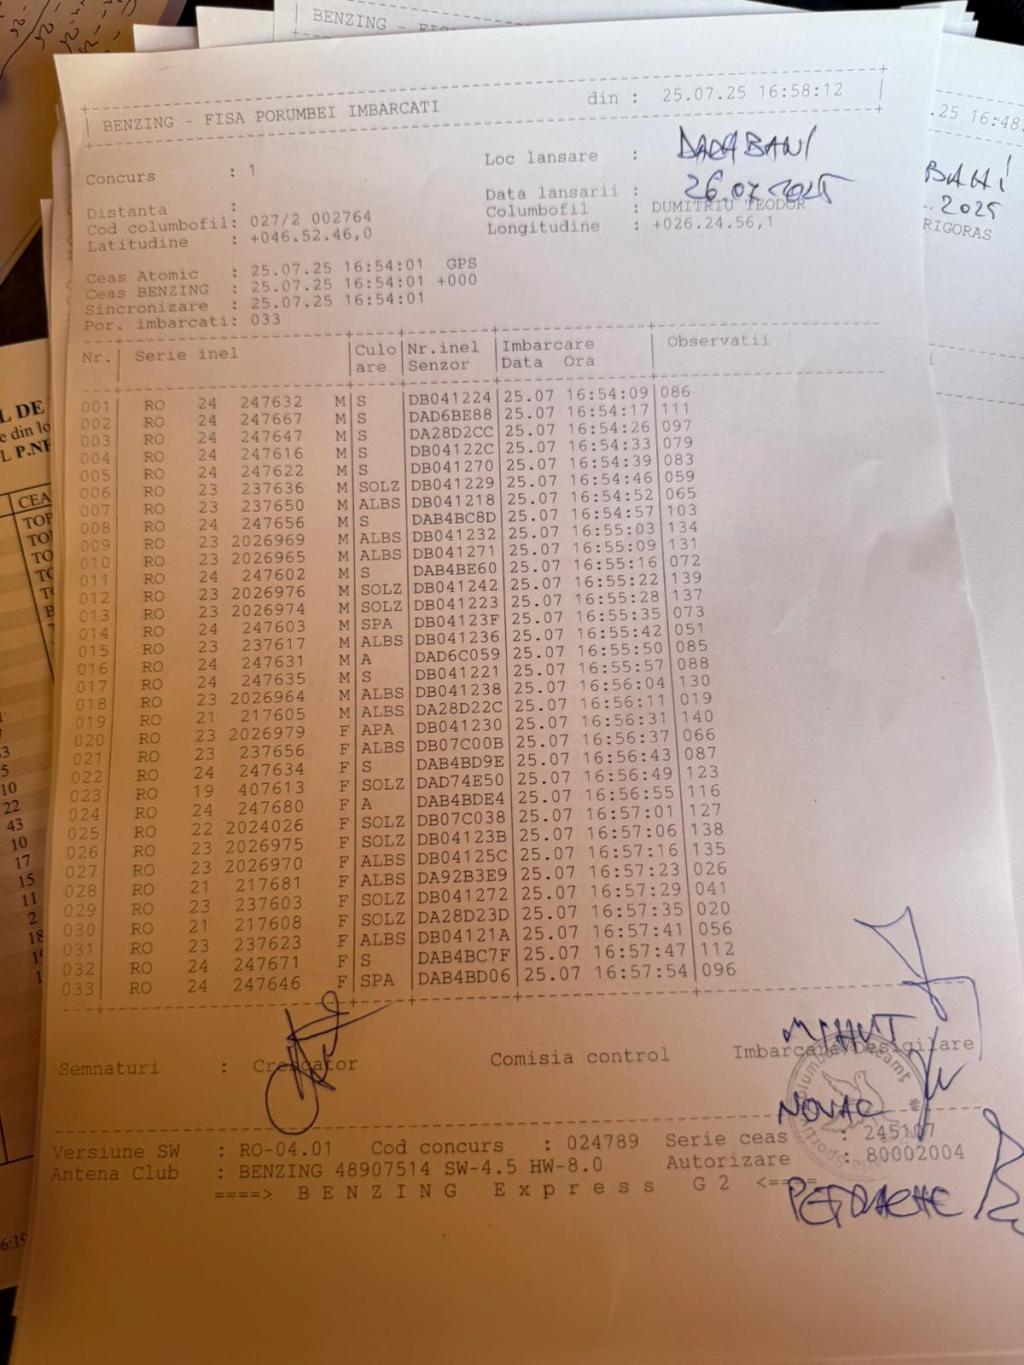 BENZING - FISA PORUMBEI IMBARCATI din : 25.07.25 16:58:12
Concurs : 1 Loc lansare : DARABANI
Distanta : Data lansarii : 26.07.2025
Cod columbofil: 027/2 002764 Columbofil : DUMITRIU TEODOR
Latitudine : +046.52.46,0 Longitudine : +026.24.56,1
Ceas Atomic : 25.07.25 16:54:01 GPS
Ceas BENZING : 25.07.25 16:54:01 +000
Sincronizare : 25.07.25 16:54:01
Por. imbarcati: 033
Nr. Serie inel Culo Nr.inel Imbarcare Observatii
are Senzor Data Ora
001 RO 24 247632 M S DB041224 25.07 16:54:09 086
002 RO 24 247667 M S DAD6BE88 25.07 16:54:17 111
003 RO 24 247647 M S DA28D2CC 25.07 16:54:26 097
004 RO 24 247616 M S DB04122C 25.07 16:54:33 079
005 RO 24 247622 M S DB041270 25.07 16:54:39 083
006 RO 23 237636 M SOLZ DB041229 25.07 16:54:46 059
007 RO 23 237650 M ALBS DB041218 25.07 16:54:52 065
008 RO 24 247656 M S DAB4BC8D 25.07 16:54:57 103
009 RO 23 2026969 M ALBS DB041232 25.07 16:55:03 134
010 RO 23 2026965 M ALBS DB041271 25.07 16:55:09 131
011 RO 24 247602 M S DAB4BE60 25.07 16:55:16 072
012 RO 23 2026976 M SOLZ DB041242 25.07 16:55:22 139
013 RO 23 2026974 M SOLZ DB041223 25.07 16:55:28 137
014 RO 24 247603 M SPA DB04123F 25.07 16:55:35 073
015 RO 23 237617 M ALBS DB041236 25.07 16:55:42 051
016 RO 24 247631 M A DAD6C059 25.07 16:55:50 085
017 RO 24 247635 M S DB041221 25.07 16:55:57 088
018 RO 23 2026964 M ALBS DB041238 25.07 16:56:04 130
019 RO 21 217605 M ALBS DA28D22C 25.07 16:56:11 019
020 RO 23 2026979 F APA DB041230 25.07 16:56:31 140
021 RO 23 237656 F ALBS DB07C00B 25.07 16:56:37 066
022 RO 24 247634 F S DAB4BD9E 25.07 16:56:43 087
023 RO 19 407613 F SOLZ DAD74E50 25.07 16:56:49 123
024 RO 24 247680 F A DAB4BDE4 25.07 16:56:55 116
025 RO 22 2024026 F SOLZ DB07C038 25.07 16:57:01 127
026 RO 23 2026975 F SOLZ DB04123B 25.07 16:57:06 138
027 RO 23 2026970 F ALBS DB04125C 25.07 16:57:16 135
028 RO 21 217681 F ALBS DA92B3E9 25.07 16:57:23 026
029 RO 23 237603 F SOLZ DB041272 25.07 16:57:29 041
030 RO 21 217608 F SOLZ DA28D23D 25.07 16:57:35 020
031 RO 23 237623 F ALBS DB04121A 25.07 16:57:41 056
032 RO 24 247671 F S DAB4BC7F 25.07 16:57:47 112
033 RO 24 247646 F SPA DAB4BD06 25.07 16:57:54 096
MIHUT
Semnaturi : Crescator Comisia control Imbarcare/Desigilare
NOVAC
Versiune SW : RO-04.01 Cod concurs : 024789 Serie ceas : 245107
Antena Club : BENZING 48907514 SW-4.5 HW-8.0 Autorizare : 80002004
====> BENZING Express G2 <====
PETRACHE
BENZING -
.25 16:48
2025
RIGORAS
L DE
e din lo
CEA